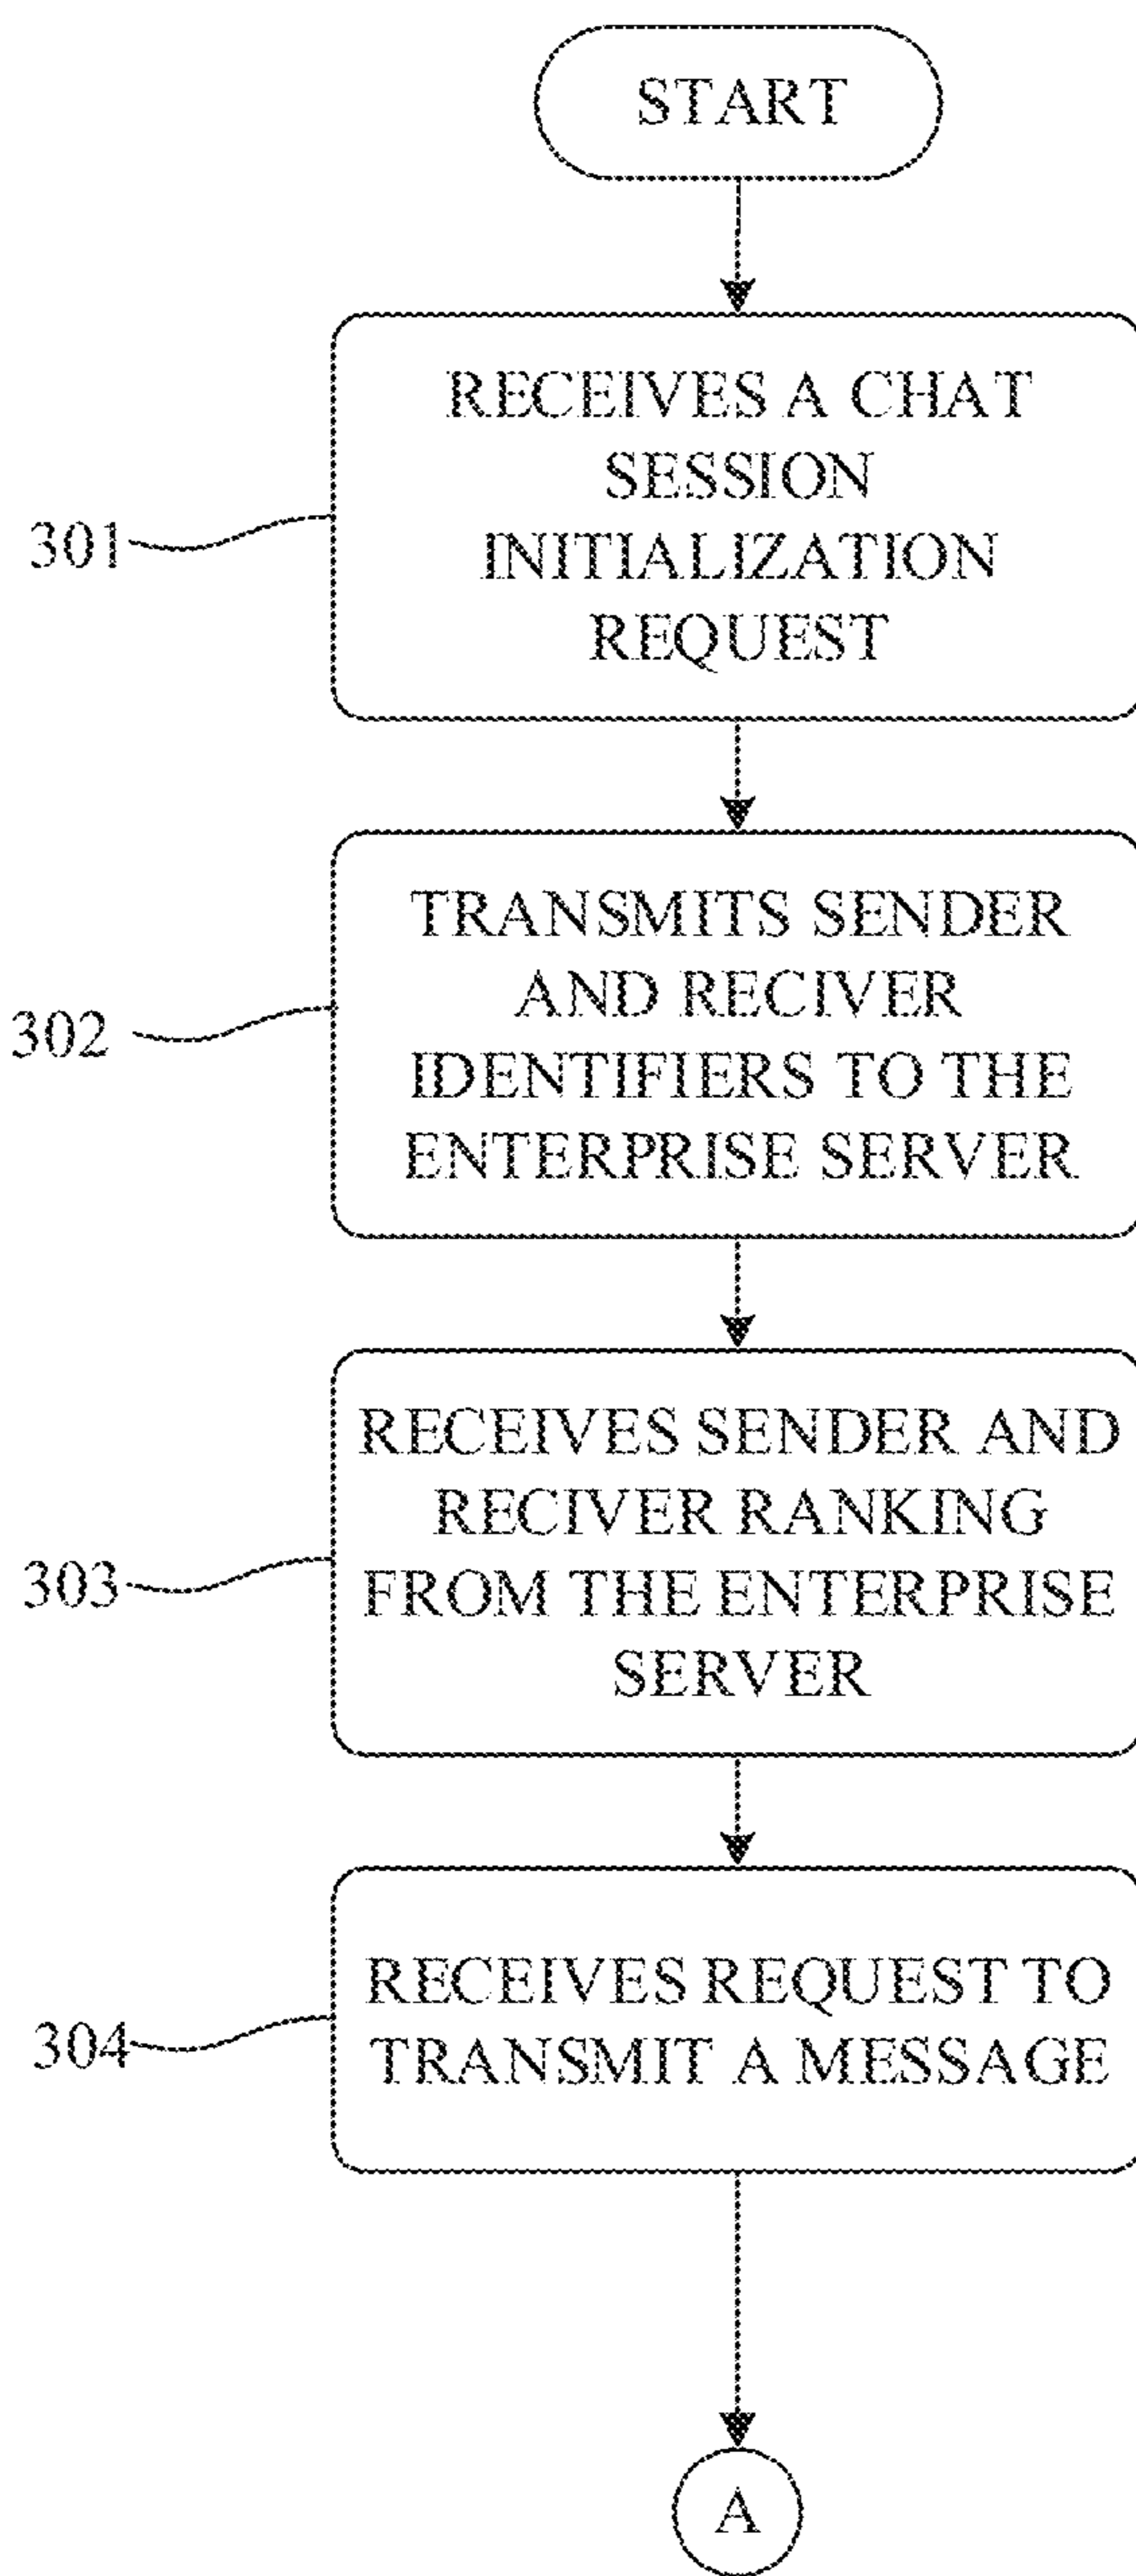 START
RECEIVES A CHAT
SESSION
INITIALIZATION
REQUEST
301
TRANSMITS SENDER
AND RECIVER
IDENTIFIERS TO THE
ENTERPRISE SERVER
302
RECEIVES SENDER AND
RECIVER RANKING
FROM THE ENTERPRISE
SERVER
303
RECEIVES REQUEST TO
TRANSMIT A MESSAGE
304
A